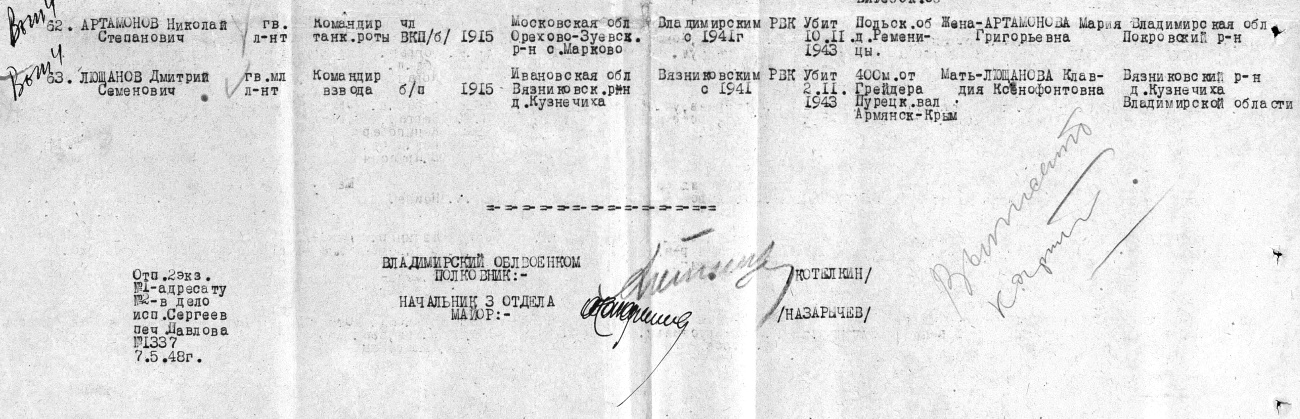 62. АРТАМОНОВ Николай гв. Командир чл Московская обл Владимирским РВК Убит Польск.об Жена-АРТАМОНОВА Мария Владимирская обл
Степанович л-нт танк.роты ВКП/б/ 1915 Орехово-Зуевск. с 1941г 10.II. д.Ремени- Григорьевна Покровский р-н
р-н с.Марково 1943 цы.
63. ЛЮЩАНОВ Дмитрий гв.мл Командир Ивановская обл Вязниковским РВК Убит 400м.от Мать-ЛЮЩАНОВА Клав- Вязниковский р-н
Семенович л-нт взвода б/п 1915 Вязниковск.р-н с 1941 2.II. Грейдера дия Ксенофонтовна д.Кузнечиха
д.Кузнечиха 1943 Пурецк.вал Владимирской области
Армянск-Крым
=-=-=-=-=-=-=-=-=-=-=-=-=
ВЛАДИМИРСКИЙ ОБЛВОЕНКОМ
ПОЛКОВНИК:- /КОТЕЛКИН/
НАЧАЛЬНИК 3 ОТДЕЛА
МАЙОР:- /НАЗАРЫЧЕВ/
Отп.2экз.
№1-адресату
№2-в дело
исп.Сергеев
печ.Павлова
№1337
7.5.48г.